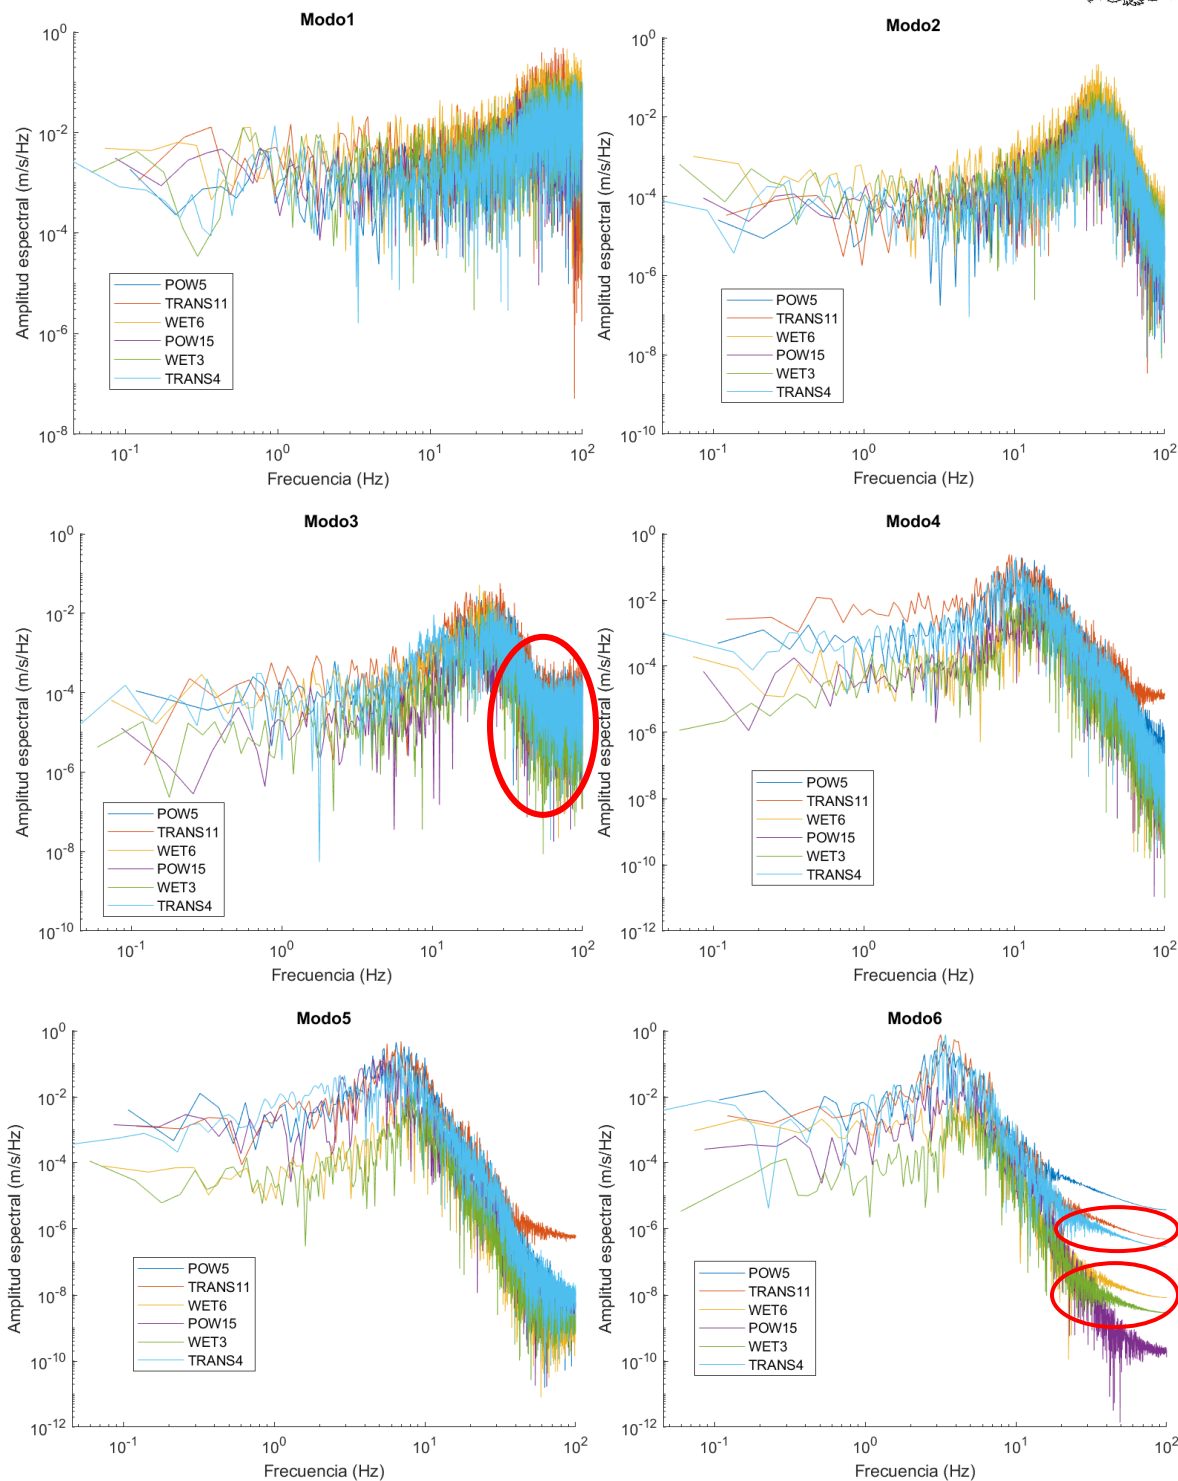 Modo1
Amplitud espectral (m/s/Hz)
10^0
10^-2
10^-4
10^-6
10^-8
POW5
TRANS11
WET6
POW15
WET3
TRANS4
10^-1 10^0 10^1 10^2
Frecuencia (Hz)
Modo2
Amplitud espectral (m/s/Hz)
10^0
10^-2
10^-4
10^-6
10^-8
10^-10
POW5
TRANS11
WET6
POW15
WET3
TRANS4
10^-1 10^0 10^1 10^2
Frecuencia (Hz)
Modo3
Amplitud espectral (m/s/Hz)
10^0
10^-2
10^-4
10^-6
10^-8
10^-10
POW5
TRANS11
WET6
POW15
WET3
TRANS4
10^-1 10^0 10^1 10^2
Frecuencia (Hz)
Modo4
Amplitud espectral (m/s/Hz)
10^0
10^-2
10^-4
10^-6
10^-8
10^-10
10^-12
POW5
TRANS11
WET6
POW15
WET3
TRANS4
10^-1 10^0 10^1 10^2
Frecuencia (Hz)
Modo5
Amplitud espectral (m/s/Hz)
10^0
10^-2
10^-4
10^-6
10^-8
10^-10
10^-12
POW5
TRANS11
WET6
POW15
WET3
TRANS4
10^-1 10^0 10^1 10^2
Frecuencia (Hz)
Modo6
Amplitud espectral (m/s/Hz)
10^0
10^-2
10^-4
10^-6
10^-8
10^-10
10^-12
POW5
TRANS11
WET6
POW15
WET3
TRANS4
10^-1 10^0 10^1 10^2
Frecuencia (Hz)